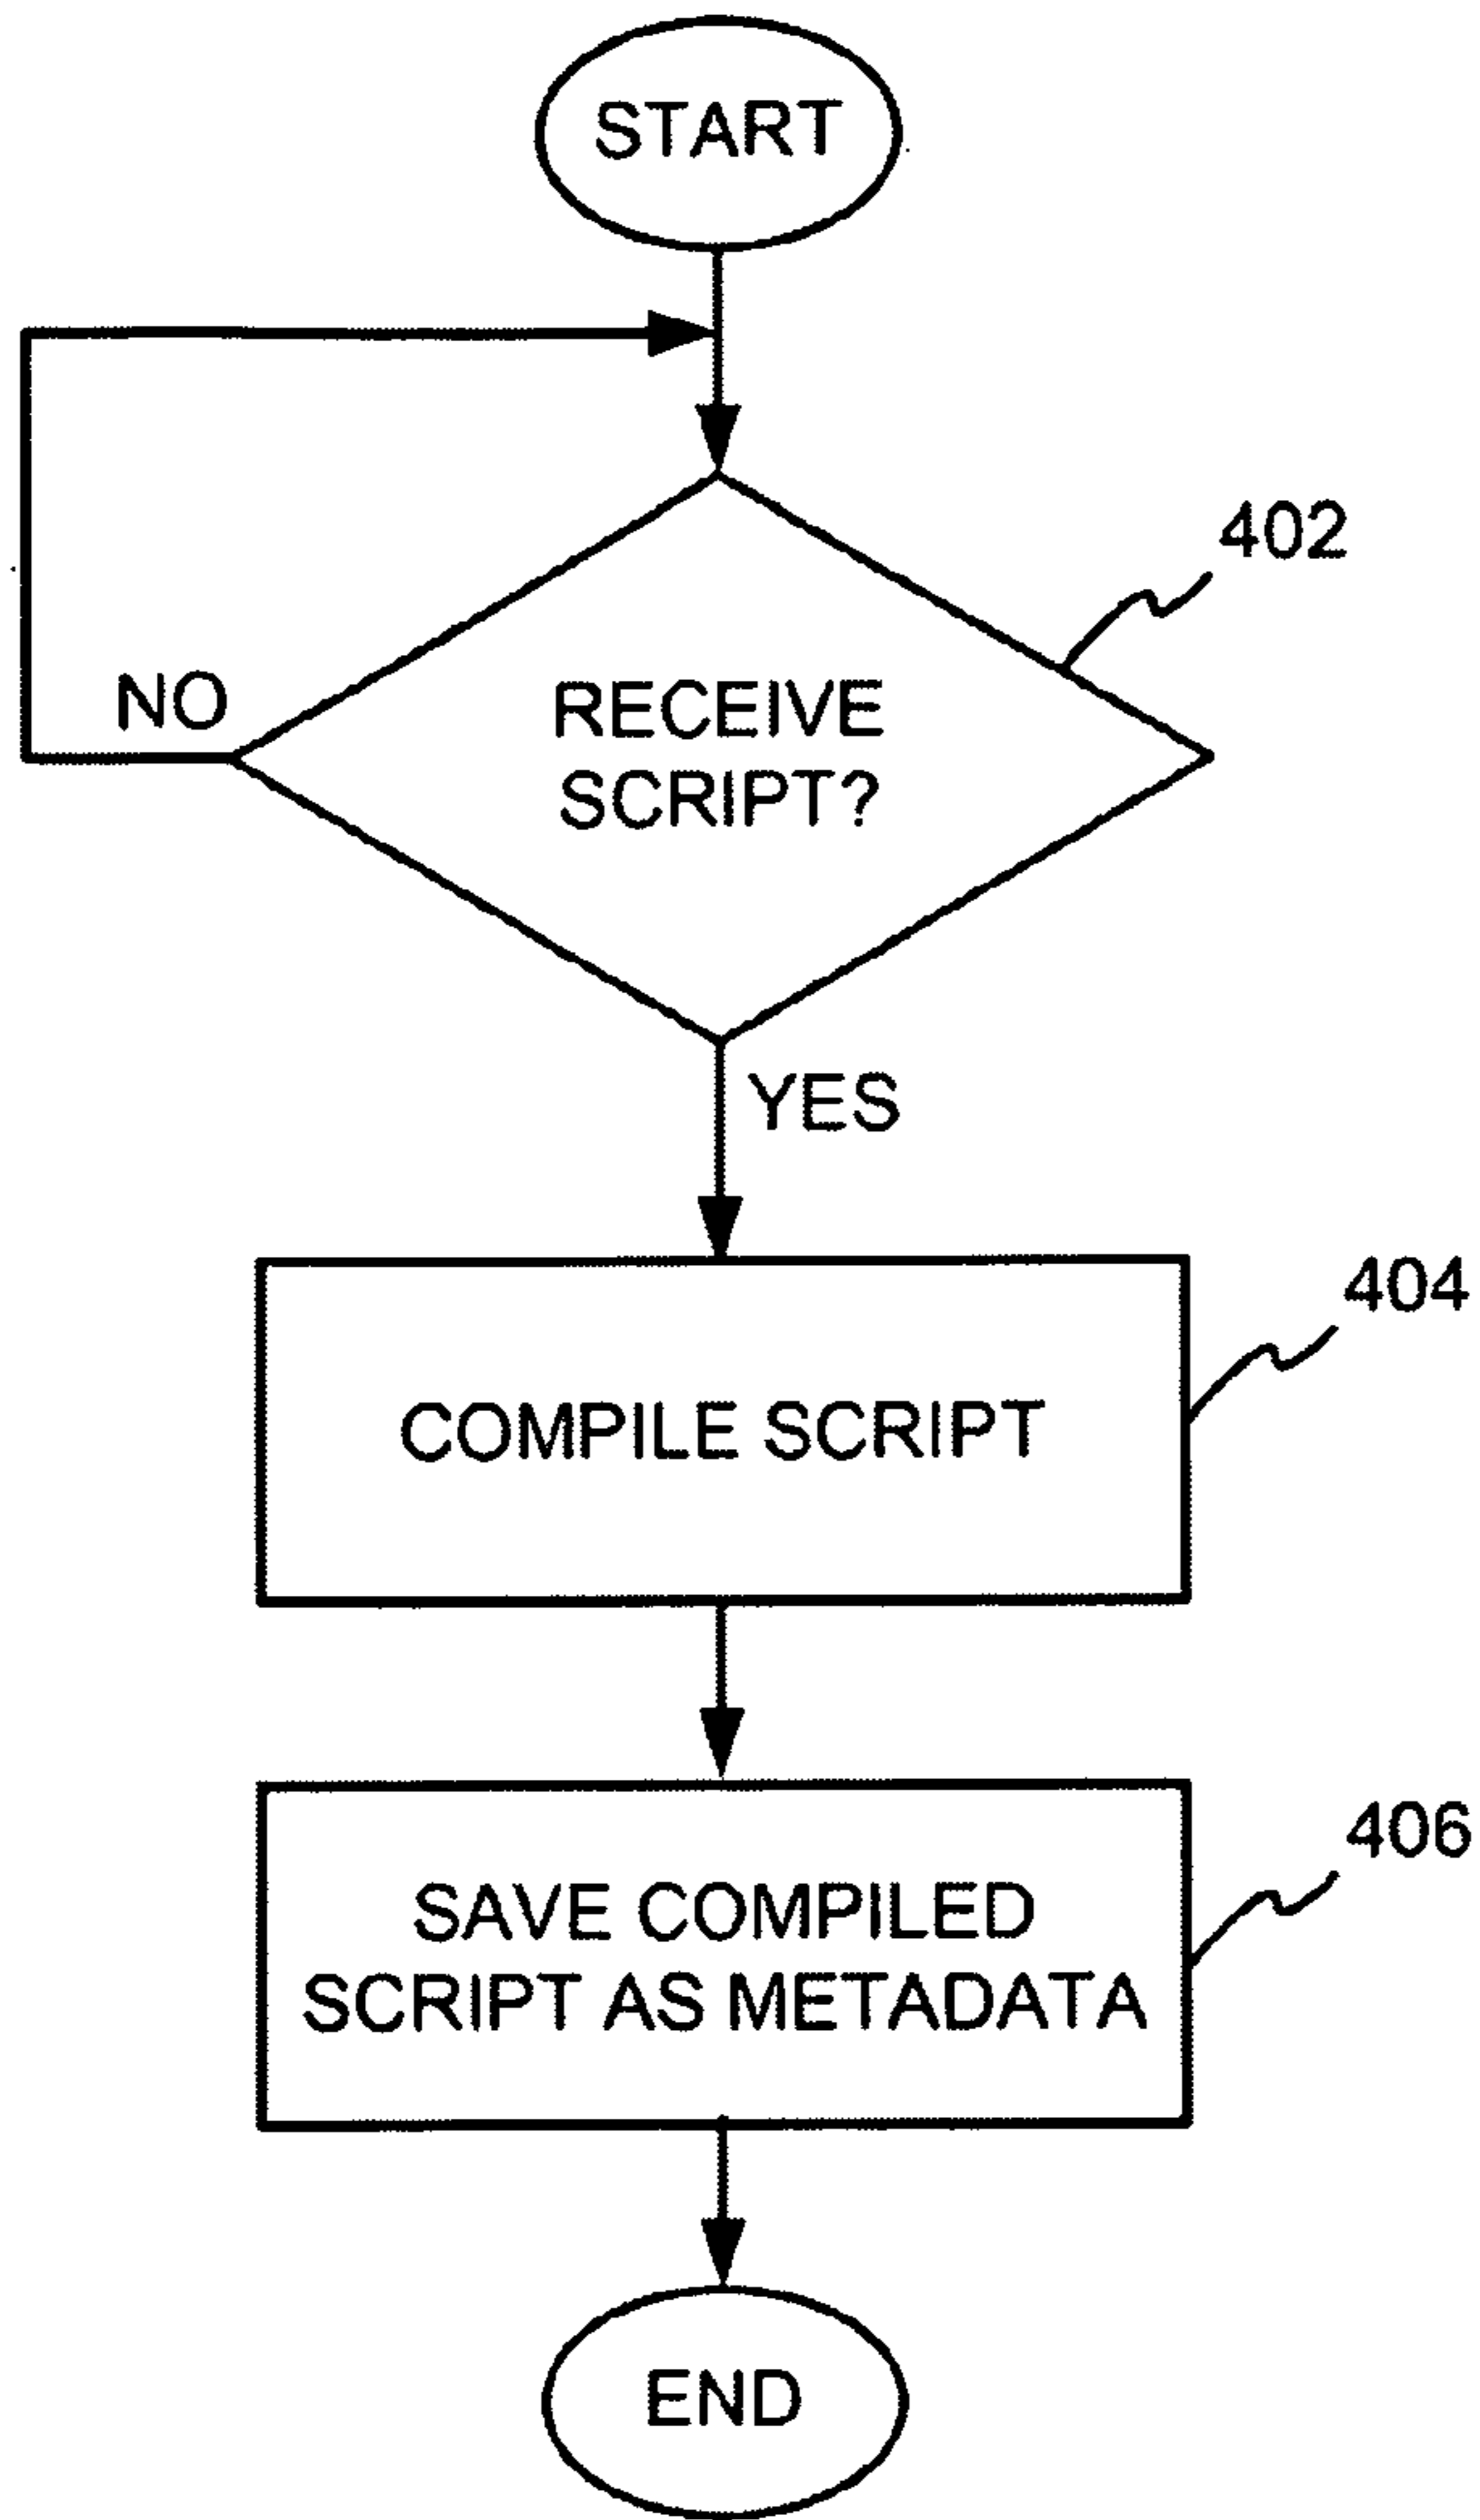 START
402
NO
RECEIVE
SCRIPT?
YES
404
COMPILE SCRIPT
406
SAVE COMPILED
SCRIPT AS METADATA
END